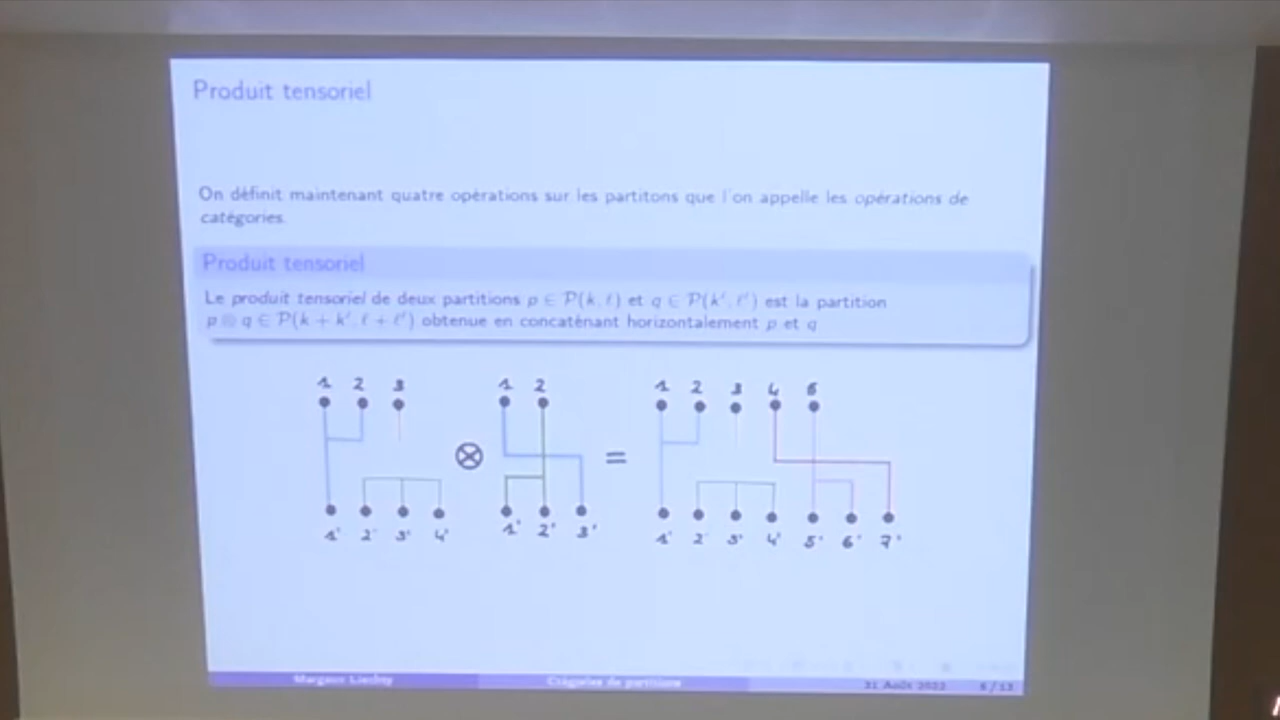 Produit tensoriel
On définit maintenant quatre opérations sur les partitons que l'on appelle les opérations de
catégories.
Produit tensoriel
Le produit tensoriel de deux partitions p ∈ P(k, ℓ) et q ∈ P(k', ℓ') est la partition
p ⊗ q ∈ P(k + k', ℓ + ℓ') obtenue en concaténant horizontalement p et q
1 2 3 1 2 1 2 3 4 5
⊗ =
1' 2' 3' 4' 1' 2' 3' 1' 2' 3' 4' 5' 6' 7'
Margaux de partitions 31 Août 2022 / 13